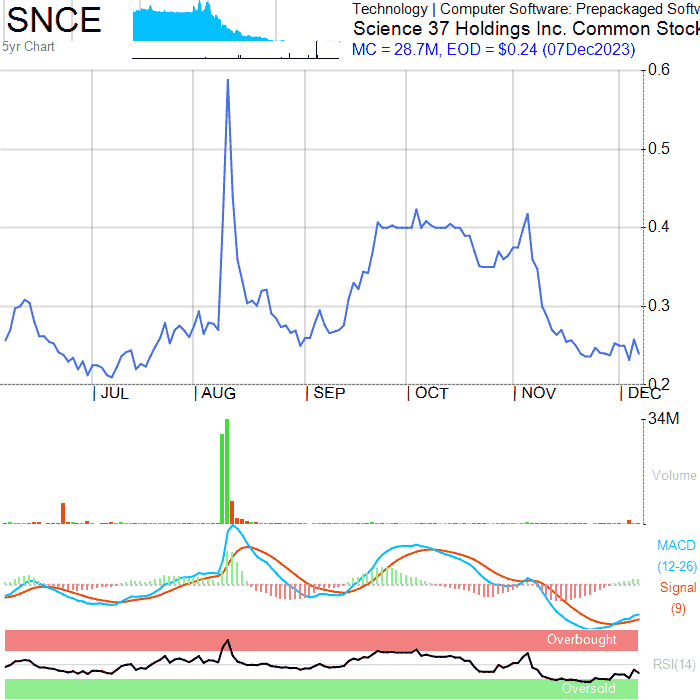 SNCE
5yr Chart
Technology | Computer Software: Prepackaged Softw
Science 37 Holdings Inc. Common Stock
MC = 28.7M, EOD = $0.24 (07Dec2023)
0.6
0.5
0.4
0.3
0.2
JUL AUG SEP OCT NOV DEC
34M
Volume
MACD
(12-26)
Signal
(9)
Overbought
RSI(14)
Oversold